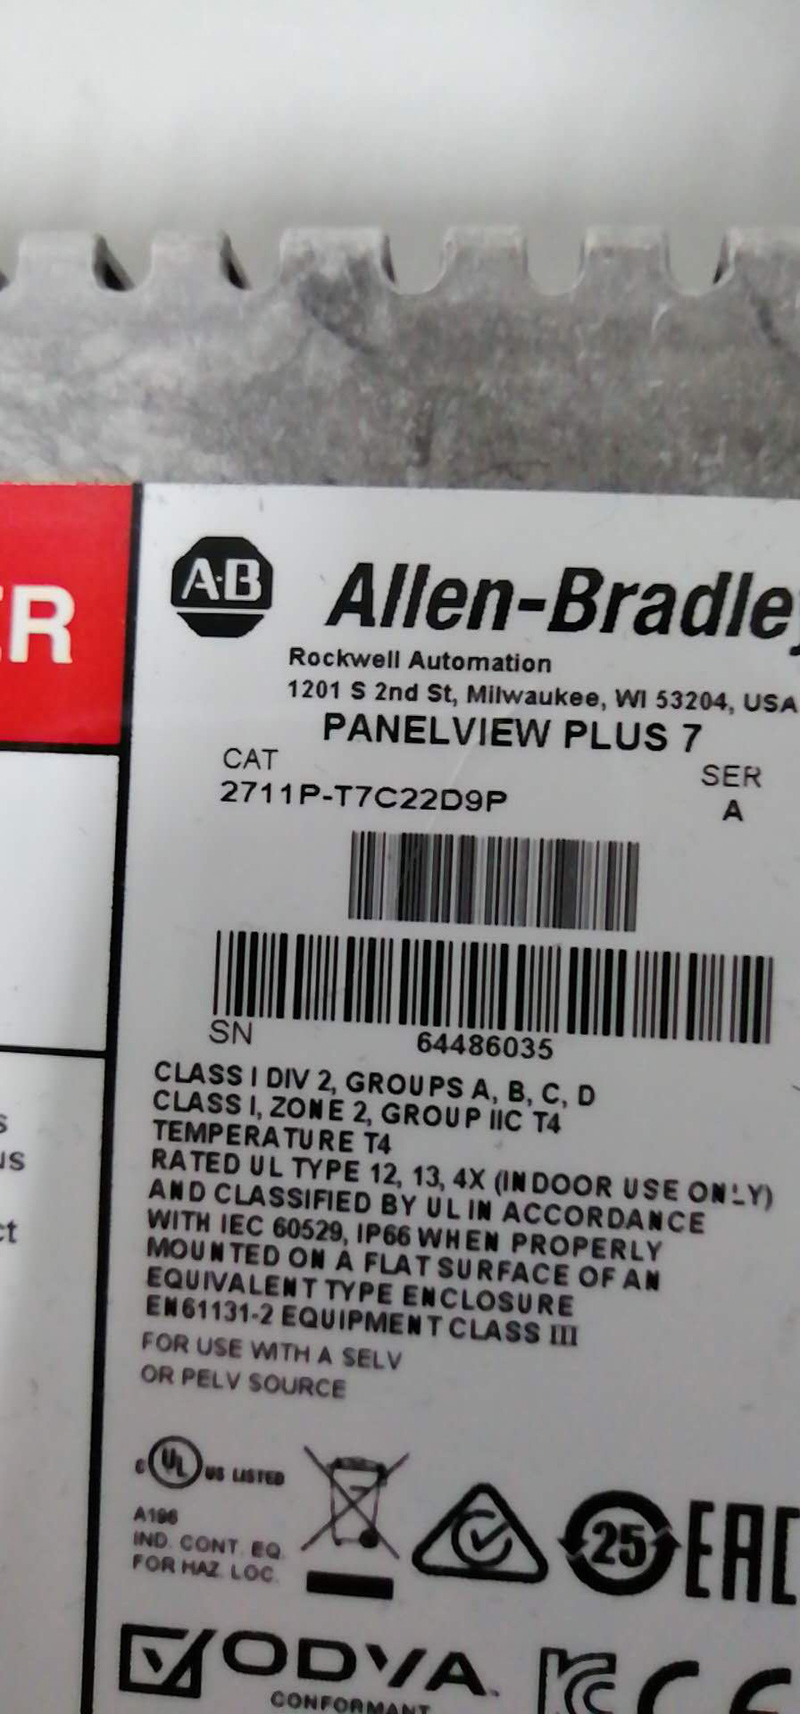 ER
A·B
Allen-Bradley
Rockwell Automation
1201 S 2nd St, Milwaukee, WI 53204, USA
PANELVIEW PLUS 7
CAT
SER
2711P-T7C22D9P
A
SN
64486035
CLASS I DIV 2, GROUPS A, B, C, D
CLASS I, ZONE 2, GROUP IIC T4
TEMPERATURE T4
RATED UL TYPE 12, 13, 4X (INDOOR USE ONLY)
AND CLASSIFIED BY UL IN ACCORDANCE
WITH IEC 60529, IP66 WHEN PROPERLY
MOUNTED ON A FLAT SURFACE OF AN
EQUIVALENT TYPE ENCLOSURE
EN61131-2 EQUIPMENT CLASS III
FOR USE WITH A SELV
OR PELV SOURCE
c UL US LISTED
A196
IND. CONT. EQ.
FOR HAZ. LOC.
25
EAC
ODVA
CONFORMANT
KC
CE